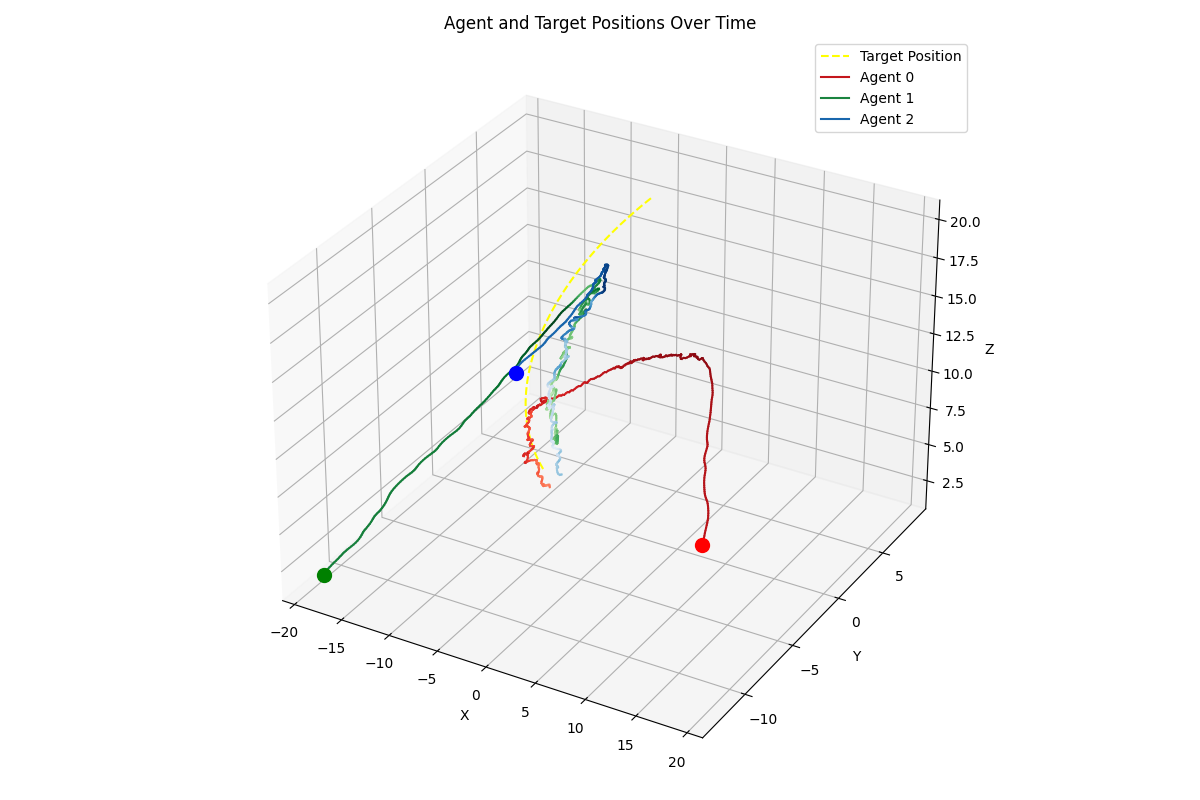 Agent and Target Positions Over Time
Target Position
Agent 0
Agent 1
Agent 2
20.0
17.5
15.0
12.5
10.0
7.5
5.0
2.5
Z
5
0
−5
−10
Y
−20
−15
−10
−5
0
5
10
15
20
X